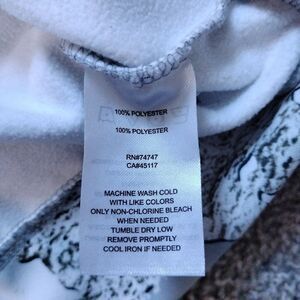 100% POLYESTER
100% POLYESTER
RN#74747
CA#45117
MACHINE WASH COLD
WITH LIKE COLORS
ONLY NON-CHLORINE BLEACH
WHEN NEEDED
TUMBLE DRY LOW
REMOVE PROMPTLY
COOL IRON IF NEEDED